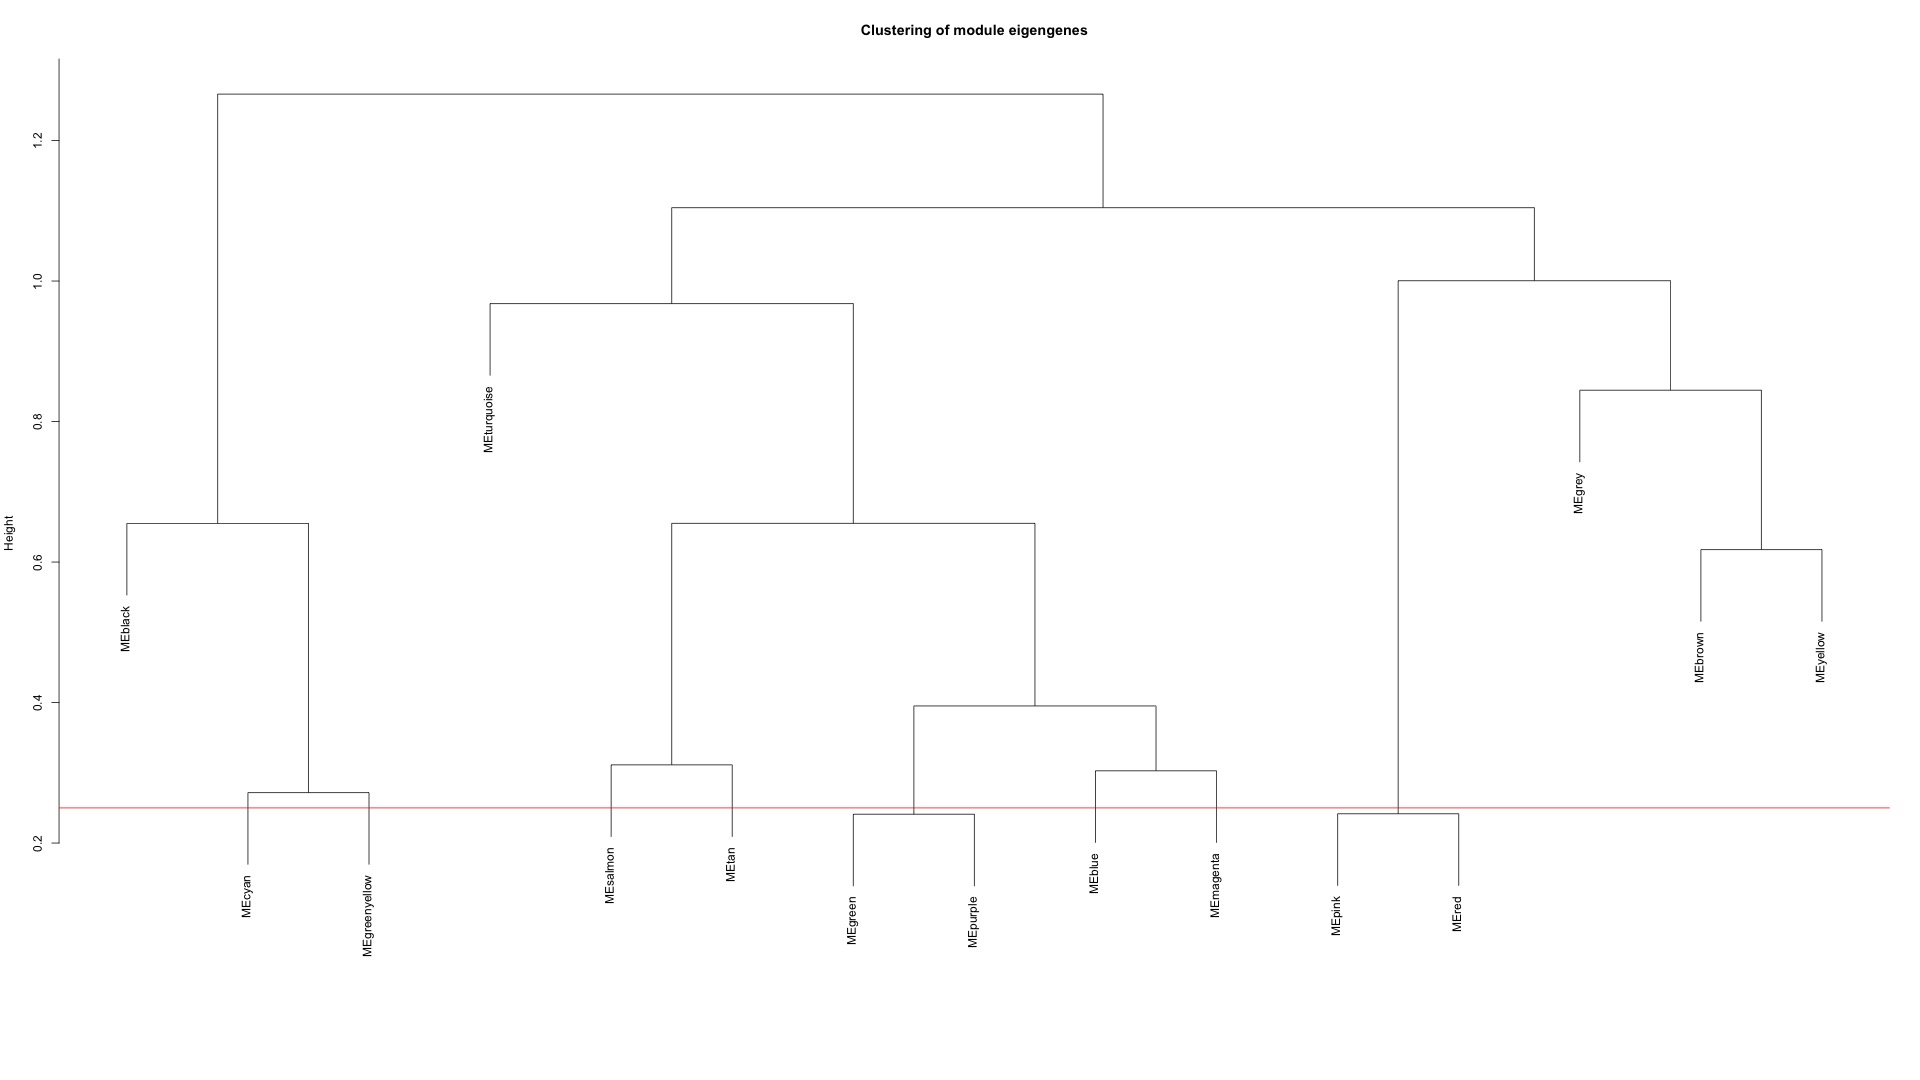 Clustering of module eigengenes
Height
1.2
1.0
0.8
0.6
0.4
0.2
MEblack
MEcyan
MEgreenyellow
MEturquoise
MEsalmon
MEtan
MEgreen
MEpurple
MEblue
MEmagenta
MEpink
MEred
MEgrey
MEbrown
MEyellow